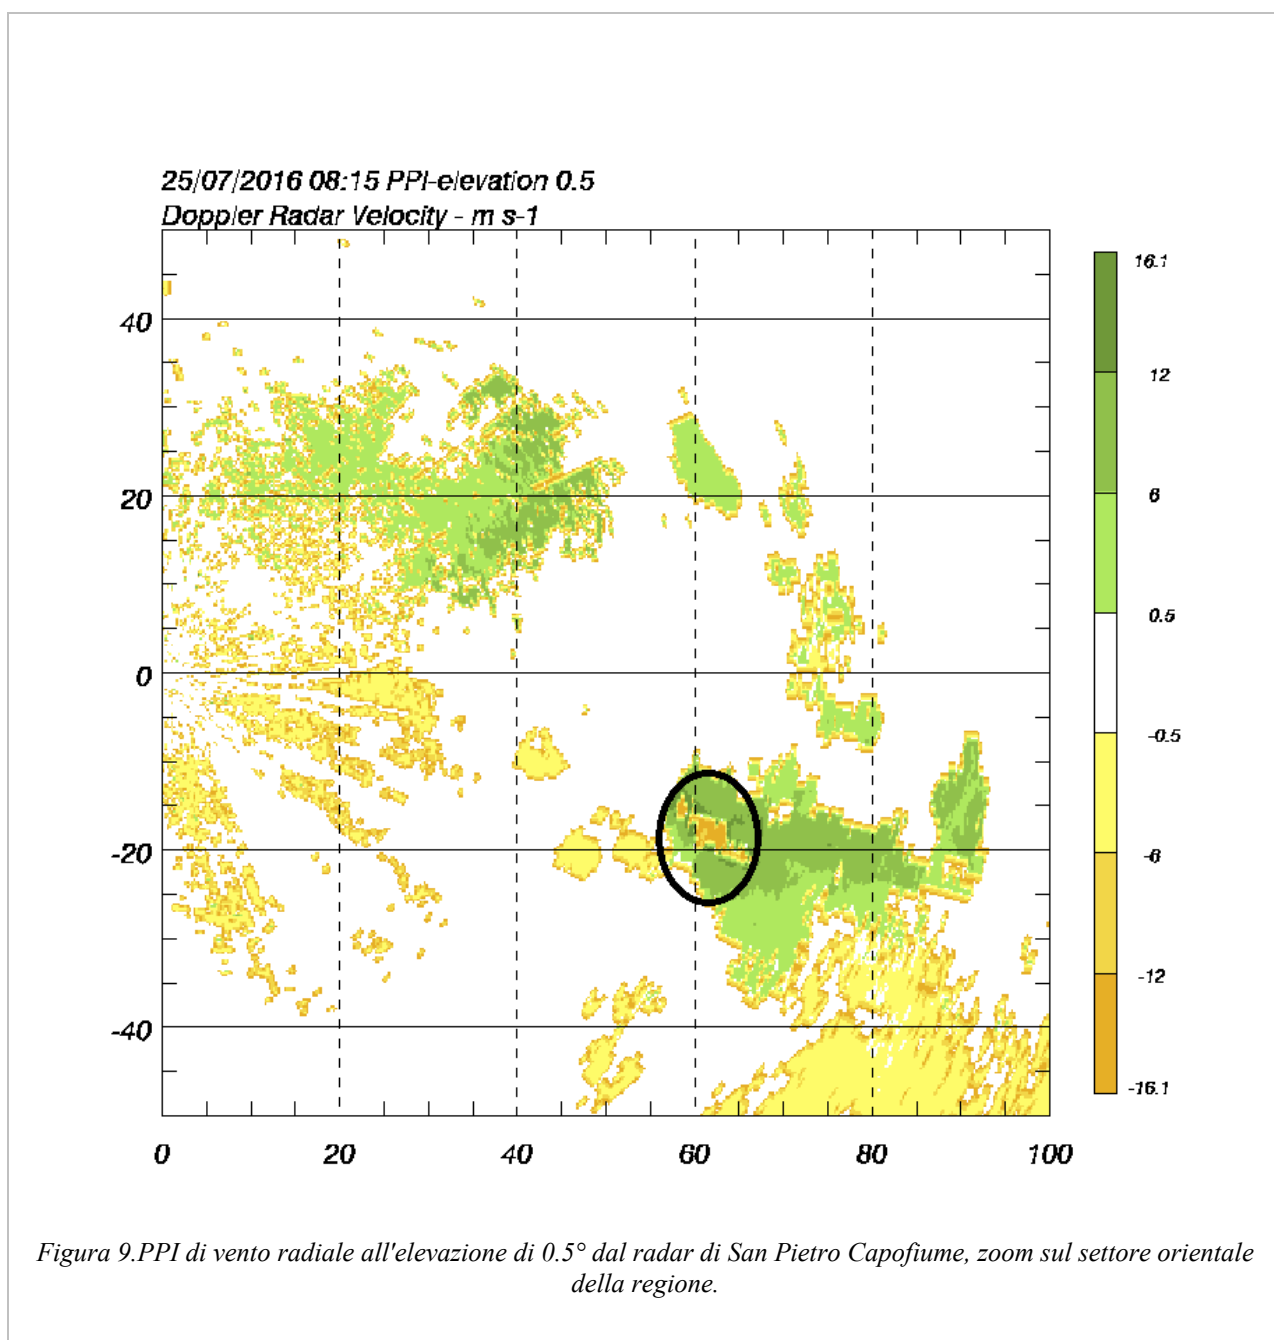 25/07/2016 08:15 PPI-elevation 0.5
Doppler Radar Velocity - m s-1
16.1
12
6
0.5
-0.5
-6
-12
-16.1
40
20
0
-20
-40
0 20 40 60 80 100
Figura 9.PPI di vento radiale all'elevazione di 0.5° dal radar di San Pietro Capofiume, zoom sul settore orientale
della regione.